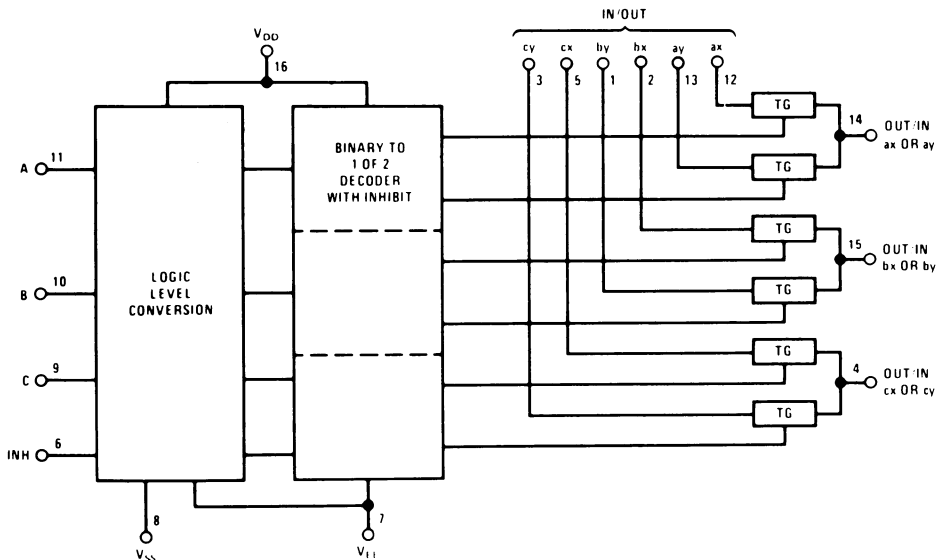 IN/OUT
VDD
16
cy
cx
by
bx
ay
ax
3
5
1
2
13
12
TG
14
OUT/IN
ax OR ay
A
11
BINARY TO
1 OF 2
DECODER
WITH INHIBIT
TG
TG
15
OUT/IN
bx OR by
B
10
LOGIC
LEVEL
CONVERSION
TG
TG
4
OUT/IN
cx OR cy
C
9
TG
INH
6
8
7